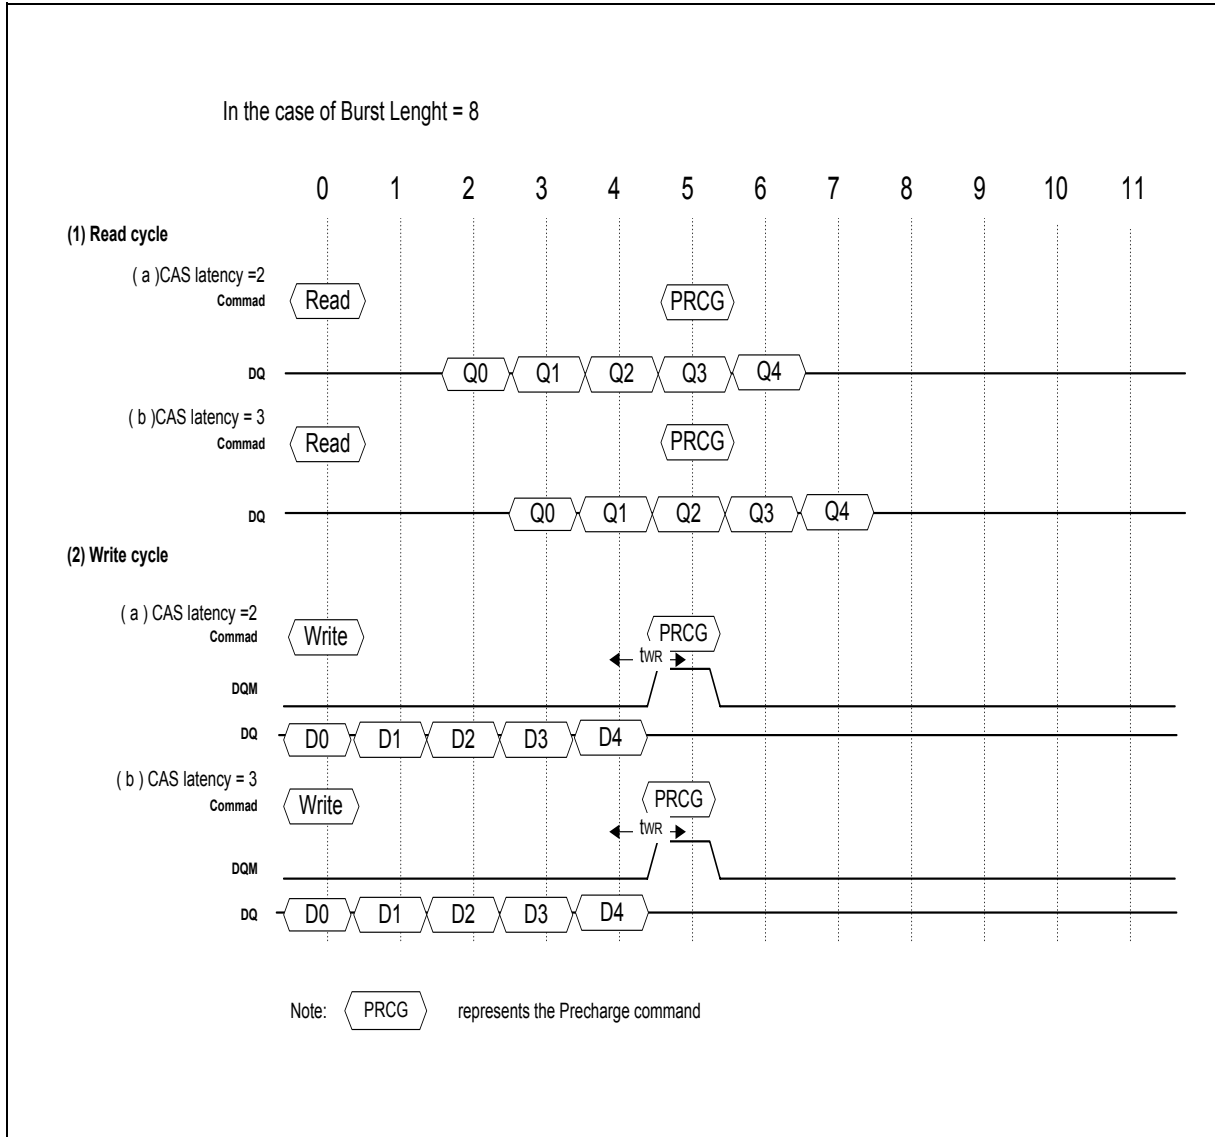 In the case of Burst Lenght = 8
0 1 2 3 4 5 6 7 8 9 10 11
(1) Read cycle
( a )CAS latency =2
Commad Read PRCG
DQ Q0 Q1 Q2 Q3 Q4
( b )CAS latency = 3
Commad Read PRCG
DQ Q0 Q1 Q2 Q3 Q4
(2) Write cycle
( a ) CAS latency =2
Commad Write PRCG
tWR
DQM
DQ D0 D1 D2 D3 D4
( b ) CAS latency = 3
Commad Write PRCG
tWR
DQM
DQ D0 D1 D2 D3 D4
Note: PRCG represents the Precharge command